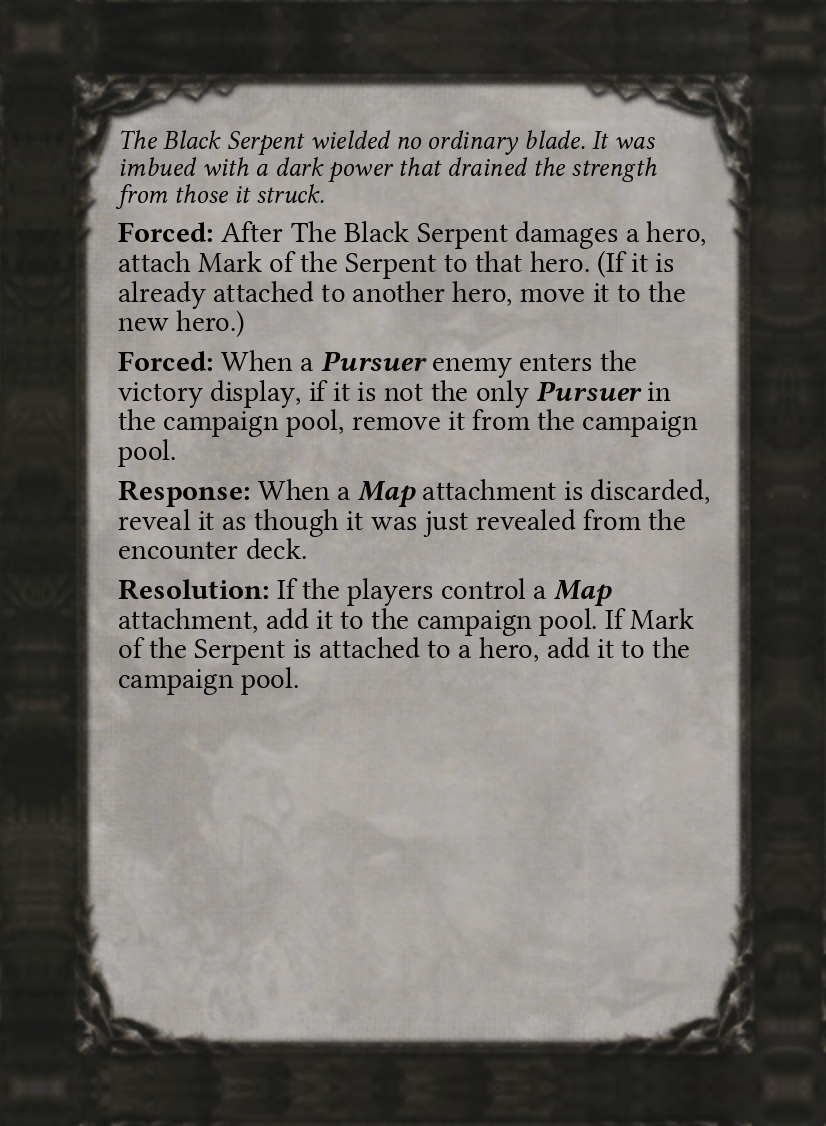 The Black Serpent wielded no ordinary blade. It was
imbued with a dark power that drained the strength
from those it struck.
Forced: After The Black Serpent damages a hero,
attach Mark of the Serpent to that hero. (If it is
already attached to another hero, move it to the
new hero.)
Forced: When a Pursuer enemy enters the
victory display, if it is not the only Pursuer in
the campaign pool, remove it from the campaign
pool.
Response: When a Map attachment is discarded,
reveal it as though it was just revealed from the
encounter deck.
Resolution: If the players control a Map
attachment, add it to the campaign pool. If Mark
of the Serpent is attached to a hero, add it to the
campaign pool.